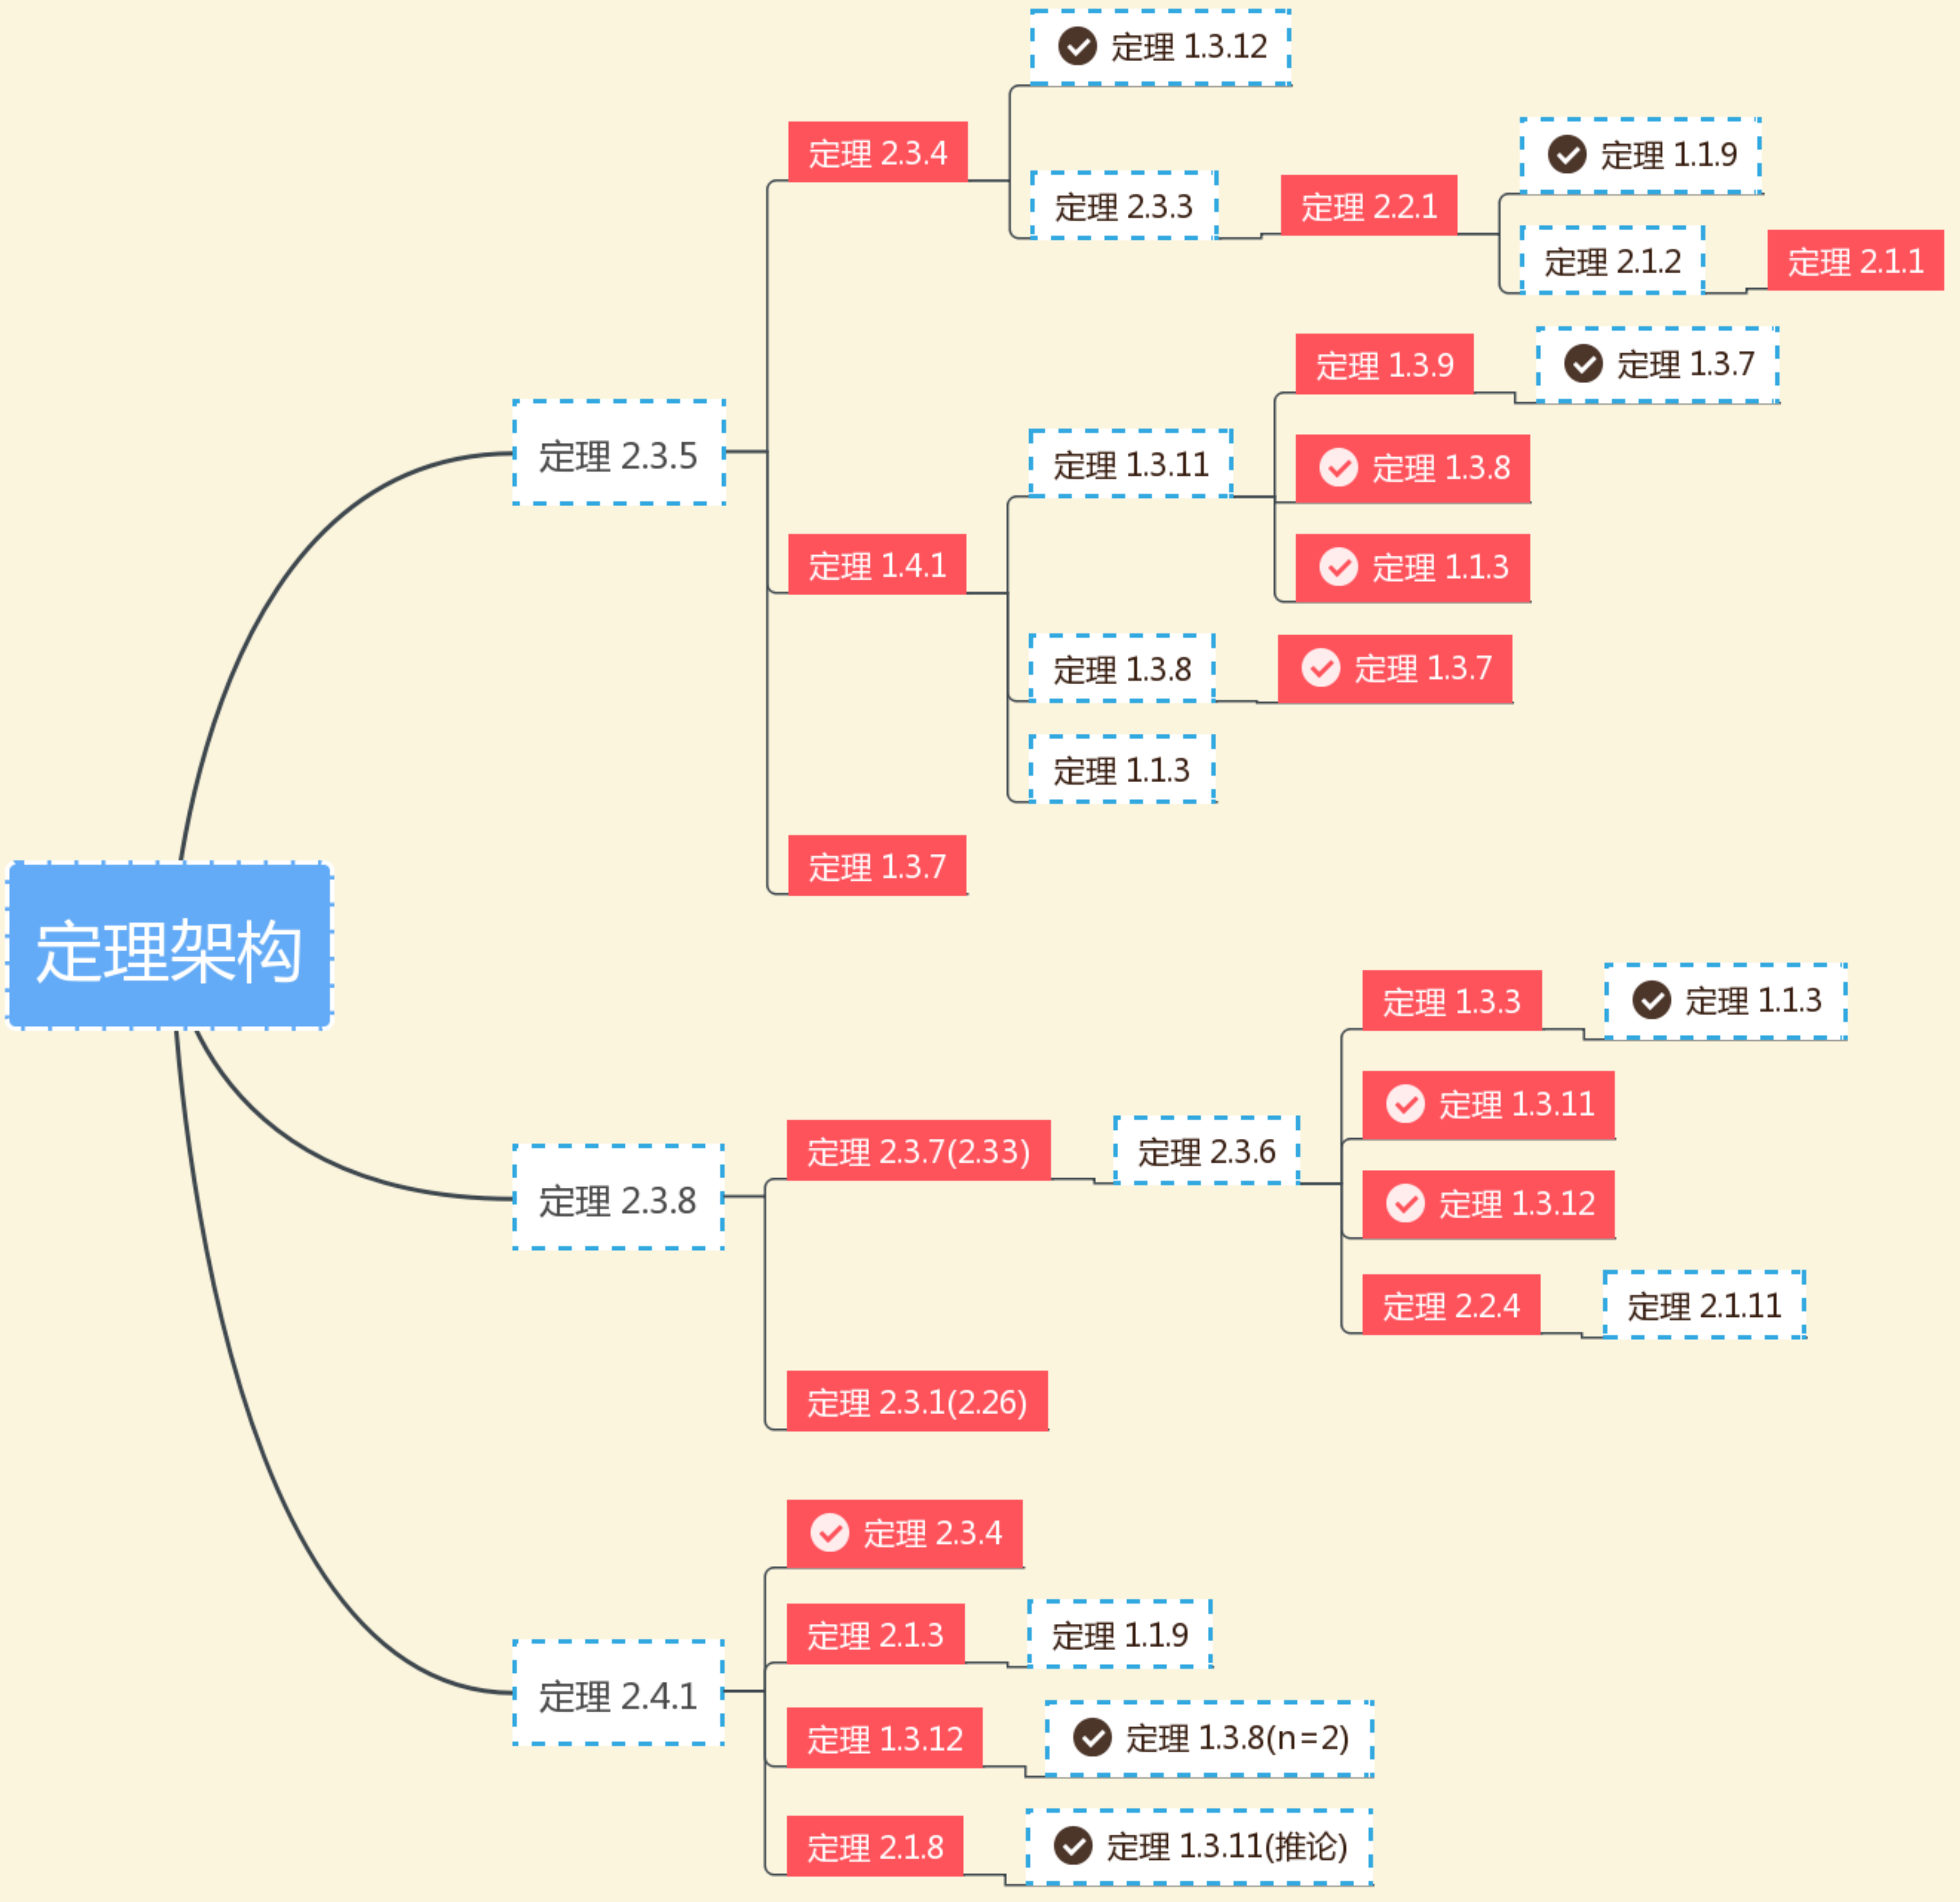 定理架构
定理 2.3.5
定理 2.3.4
定理 1.3.12
定理 2.3.3
定理 2.2.1
定理 1.1.9
定理 2.1.2
定理 2.1.1
定理 1.4.1
定理 1.3.11
定理 1.3.9
定理 1.3.7
定理 1.3.8
定理 1.1.3
定理 1.3.8
定理 1.3.7
定理 1.1.3
定理 1.3.7
定理 2.3.8
定理 2.3.7(2.33)
定理 2.3.6
定理 1.3.3
定理 1.1.3
定理 1.3.11
定理 1.3.12
定理 2.2.4
定理 2.1.11
定理 2.3.1(2.26)
定理 2.4.1
定理 2.3.4
定理 2.1.3
定理 1.1.9
定理 1.3.12
定理 1.3.8(n=2)
定理 2.1.8
定理 1.3.11(推论)